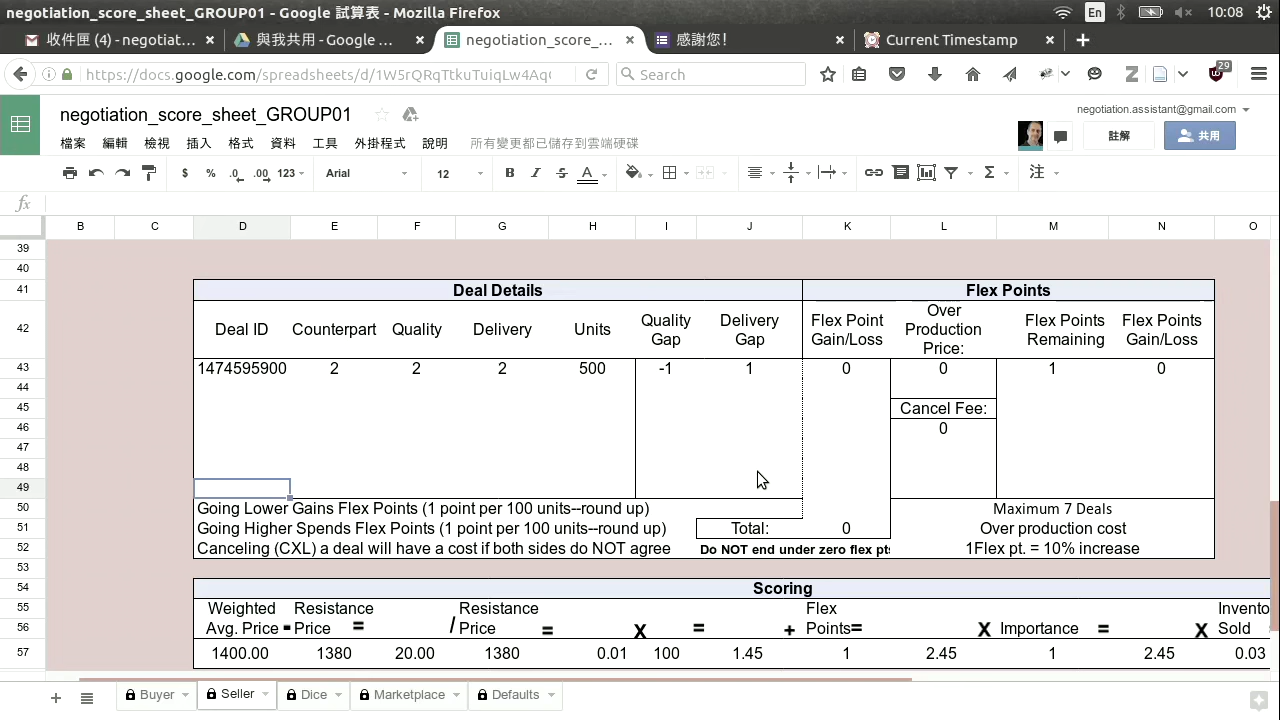 negotiation_score_sheet_GROUP01 - Google 試算表 - Mozilla Firefox
En
10:08
收件匣 (4) - negotiat... ×
與我共用 - Google ... ×
negotiation_score_sh... ×
感謝您! ×
Current Timestamp ×
https://docs.google.com/spreadsheets/d/1W5rQRqTtkuTuiqLw4Aq
Search
29
negotiation_score_sheet_GROUP01
negotiation.assistant@gmail.com
檔案 編輯 檢視 插入 格式 資料 工具 外掛程式 說明 所有變更都已儲存到雲端硬碟
註解
共用
$ % .0 .00 123 Arial 12 B I S A Σ 注
fx
B C D E F G H I J K L M N O
39
40
41 Deal Details Flex Points
42 Deal ID Counterpart Quality Delivery Units Quality Gap Delivery Gap Flex Point Gain/Loss Over Production Price: Flex Points Remaining Flex Points Gain/Loss
43 1474595900 2 2 2 500 -1 1 0 0 1 0
44
45 Cancel Fee:
46 0
47
48
49
50 Going Lower Gains Flex Points (1 point per 100 units--round up) Maximum 7 Deals
51 Going Higher Spends Flex Points (1 point per 100 units--round up) Total: 0 Over production cost
52 Canceling (CXL) a deal will have a cost if both sides do NOT agree Do NOT end under zero flex pts 1Flex pt. = 10% increase
53
54 Scoring
55 Weighted Resistance Resistance Flex Invento
56 Avg. Price - Price = / Price = X = + Points= X Importance = X Sold
57 1400.00 1380 20.00 1380 0.01 100 1.45 1 2.45 1 2.45 0.03
Buyer Seller Dice Marketplace Defaults